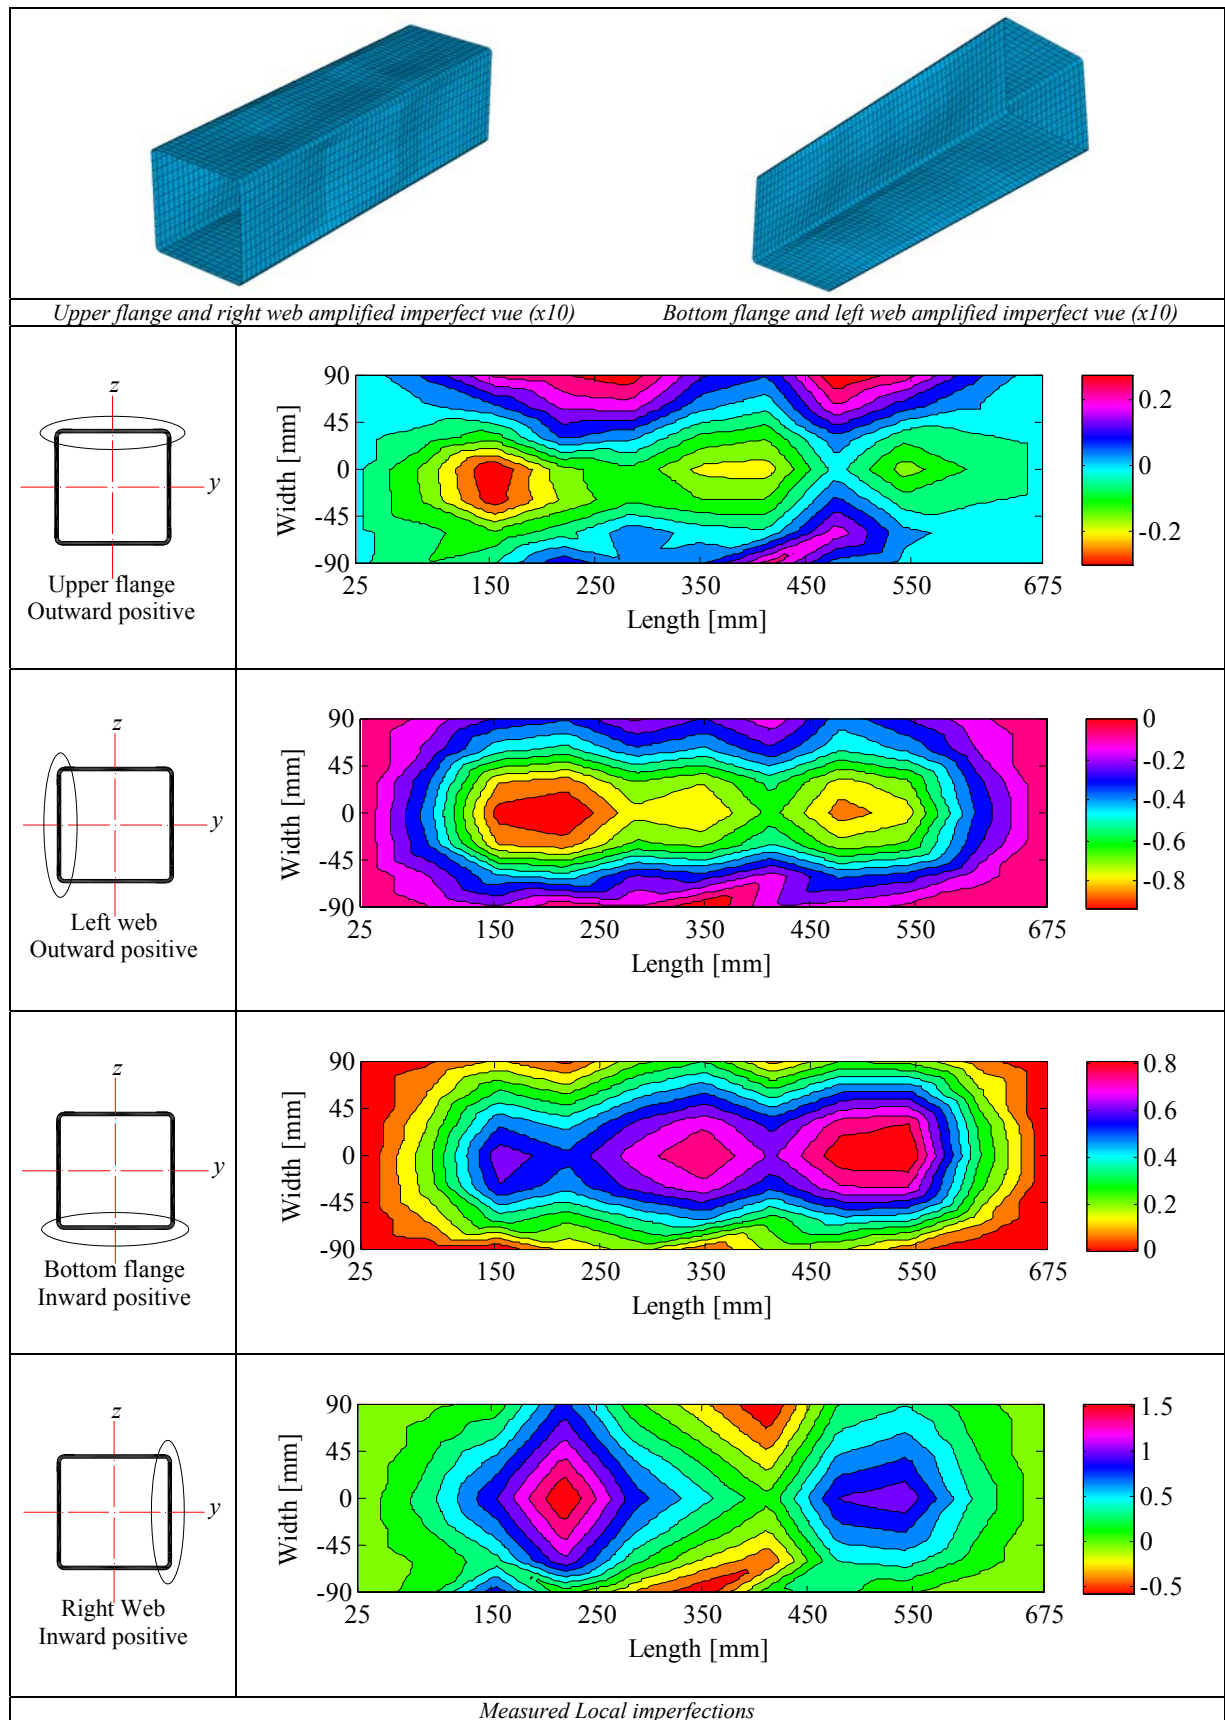 Upper flange and right web amplified imperfect vue (x10)
Bottom flange and left web amplified imperfect vue (x10)
z
y
Upper flange
Outward positive
Width [mm]
90
45
0
-45
-90
25 150 250 350 450 550 675
Length [mm]
0.2
0
-0.2
z
y
Left web
Outward positive
Width [mm]
90
45
0
-45
-90
25 150 250 350 450 550 675
Length [mm]
0
-0.2
-0.4
-0.6
-0.8
z
y
Bottom flange
Inward positive
Width [mm]
90
45
0
-45
-90
25 150 250 350 450 550 675
Length [mm]
0.8
0.6
0.4
0.2
0
z
y
Right Web
Inward positive
Width [mm]
90
45
0
-45
-90
25 150 250 350 450 550 675
Length [mm]
1.5
1
0.5
0
-0.5
Measured Local imperfections